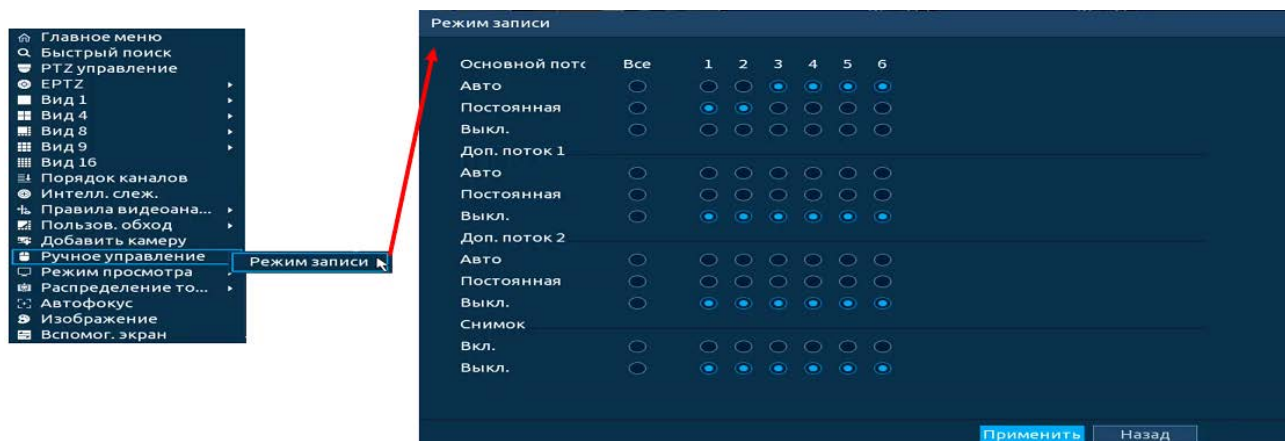 Главное меню
Быстрый поиск
PTZ управление
EPTZ
Вид 1
Вид 4
Вид 8
Вид 9
Вид 16
Порядок каналов
Интелл. слеж.
Правила видеоана...
Пользов. обход
Добавить камеру
Ручное управление
Режим просмотра
Распределение то...
Автофокус
Изображение
Вспомог. экран
Режим записи
Режим записи
Основной пото Все 1 2 3 4 5 6
Авто
Постоянная
Выкл.
Доп. поток 1
Авто
Постоянная
Выкл.
Доп. поток 2
Авто
Постоянная
Выкл.
Снимок
Вкл.
Выкл.
Применить Назад